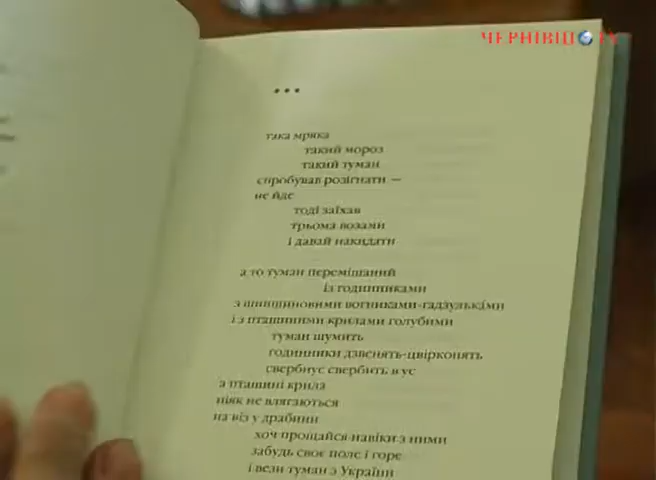 ЧЕРНІВЦІ
•••
така мряка
такий мороз
такий туман
спробував розігнати —
не йде
тоді заїхав
трьома возами
і давай накидати
а то туман перемішаний
із годинниками
з шипшиновими вогниками-гадзульками
і з пташиними крилами голубими
туман шумить
годинники дзвенять-цвірконять
свербить в ус
а пташині крила
ніяк не влягаються
на віз у драбини
хоч прощайся навіки з ними
забудь своє поле і горе
і вези туман з України